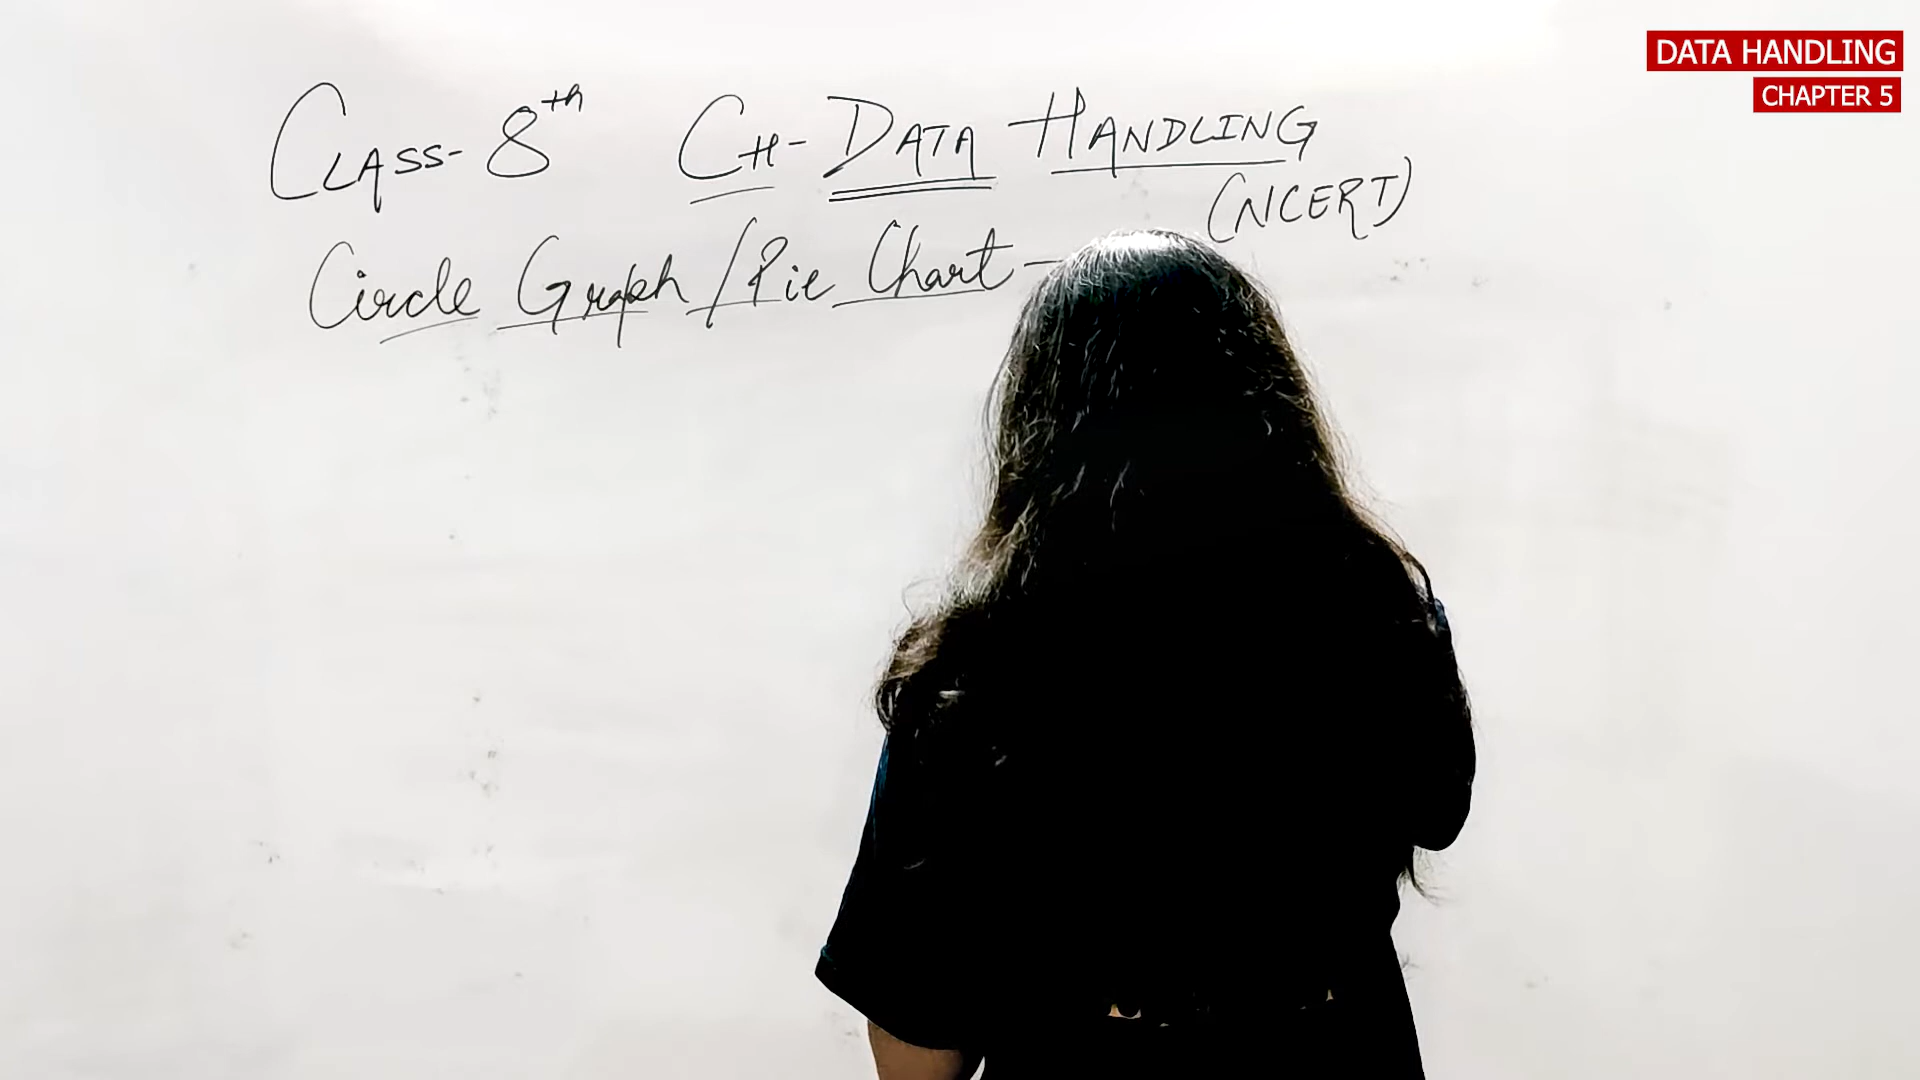 DATA HANDLING
CHAPTER 5
CLASS-8th CH-DATA HANDLING
(NCERT)
Circle Graph/Pie Chart-